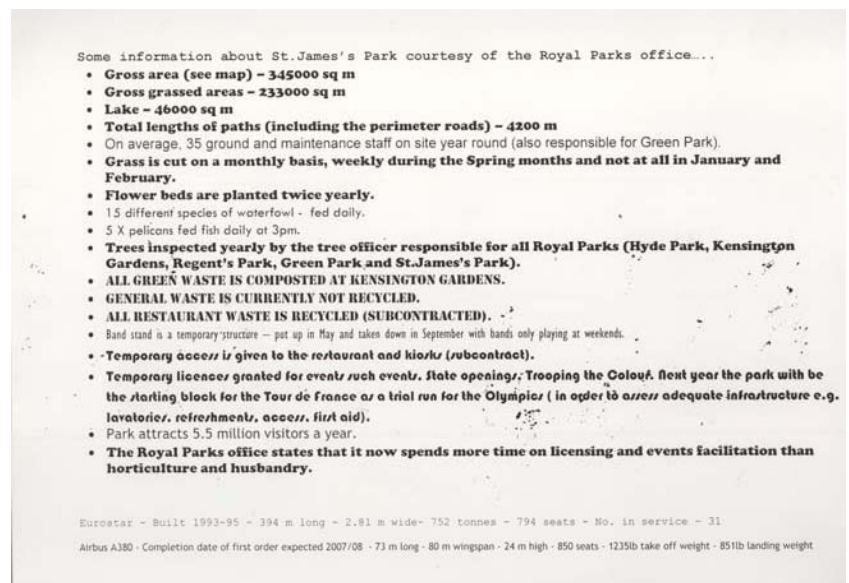 Some information about St.James's Park courtesy of the Royal Parks office.....
• Gross area (see map) – 345000 sq m
• Gross grassed areas – 233000 sq m
• Lake – 46000 sq m
• Total lengths of paths (including the perimeter roads) – 4200 m
• On average, 35 ground and maintenance staff on site year round (also responsible for Green Park).
• Grass is cut on a monthly basis, weekly during the Spring months and not at all in January and
February.
• Flower beds are planted twice yearly.
• 15 different species of waterfowl - fed daily.
• 5 X pelicans fed fish daily at 3pm.
• Trees inspected yearly by the tree officer responsible for all Royal Parks (Hyde Park, Kensington
Gardens, Regent's Park, Green Park and St.James's Park).
• ALL GREEN WASTE IS COMPOSTED AT KENSINGTON GARDENS.
• GENERAL WASTE IS CURRENTLY NOT RECYCLED.
• ALL RESTAURANT WASTE IS RECYCLED (SUBCONTRACTED).
• Band stand is a temporary structure – put up in May and taken down in September with bands only playing at weekends.
• Temporary access is given to the restaurant and kiosks (subcontract).
• Temporary licences granted for events such events. State openings, Trooping the Colour. Next year the park with be
the starting block for the Tour de France as a trial run for the Olympics ( in order to assess adequate infrastructure e.g.
lavatories, refreshments, access, first aid).
• Park attracts 5.5 million visitors a year.
• The Royal Parks office states that it now spends more time on licensing and events facilitation than
horticulture and husbandry.
Eurostar - Built 1993-95 - 394 m long - 2.81 m wide- 752 tonnes - 794 seats - No. in service - 31
Airbus A380 - Completion date of first order expected 2007/08 - 73 m long - 80 m wingspan - 24 m high - 850 seats - 1235lb take off weight - 851lb landing weight